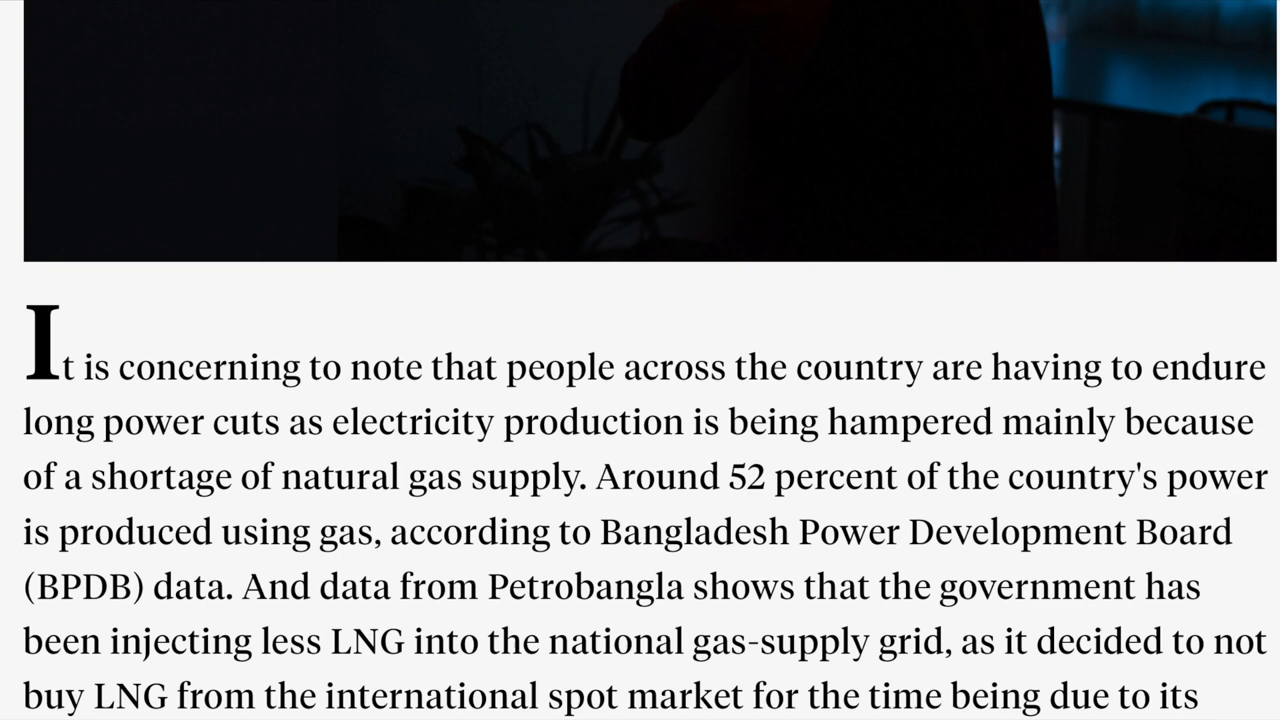 It is concerning to note that people across the country are having to endure
long power cuts as electricity production is being hampered mainly because
of a shortage of natural gas supply. Around 52 percent of the country's power
is produced using gas, according to Bangladesh Power Development Board
(BPDB) data. And data from Petrobangla shows that the government has
been injecting less LNG into the national gas-supply grid, as it decided to not
buy LNG from the international spot market for the time being due to its